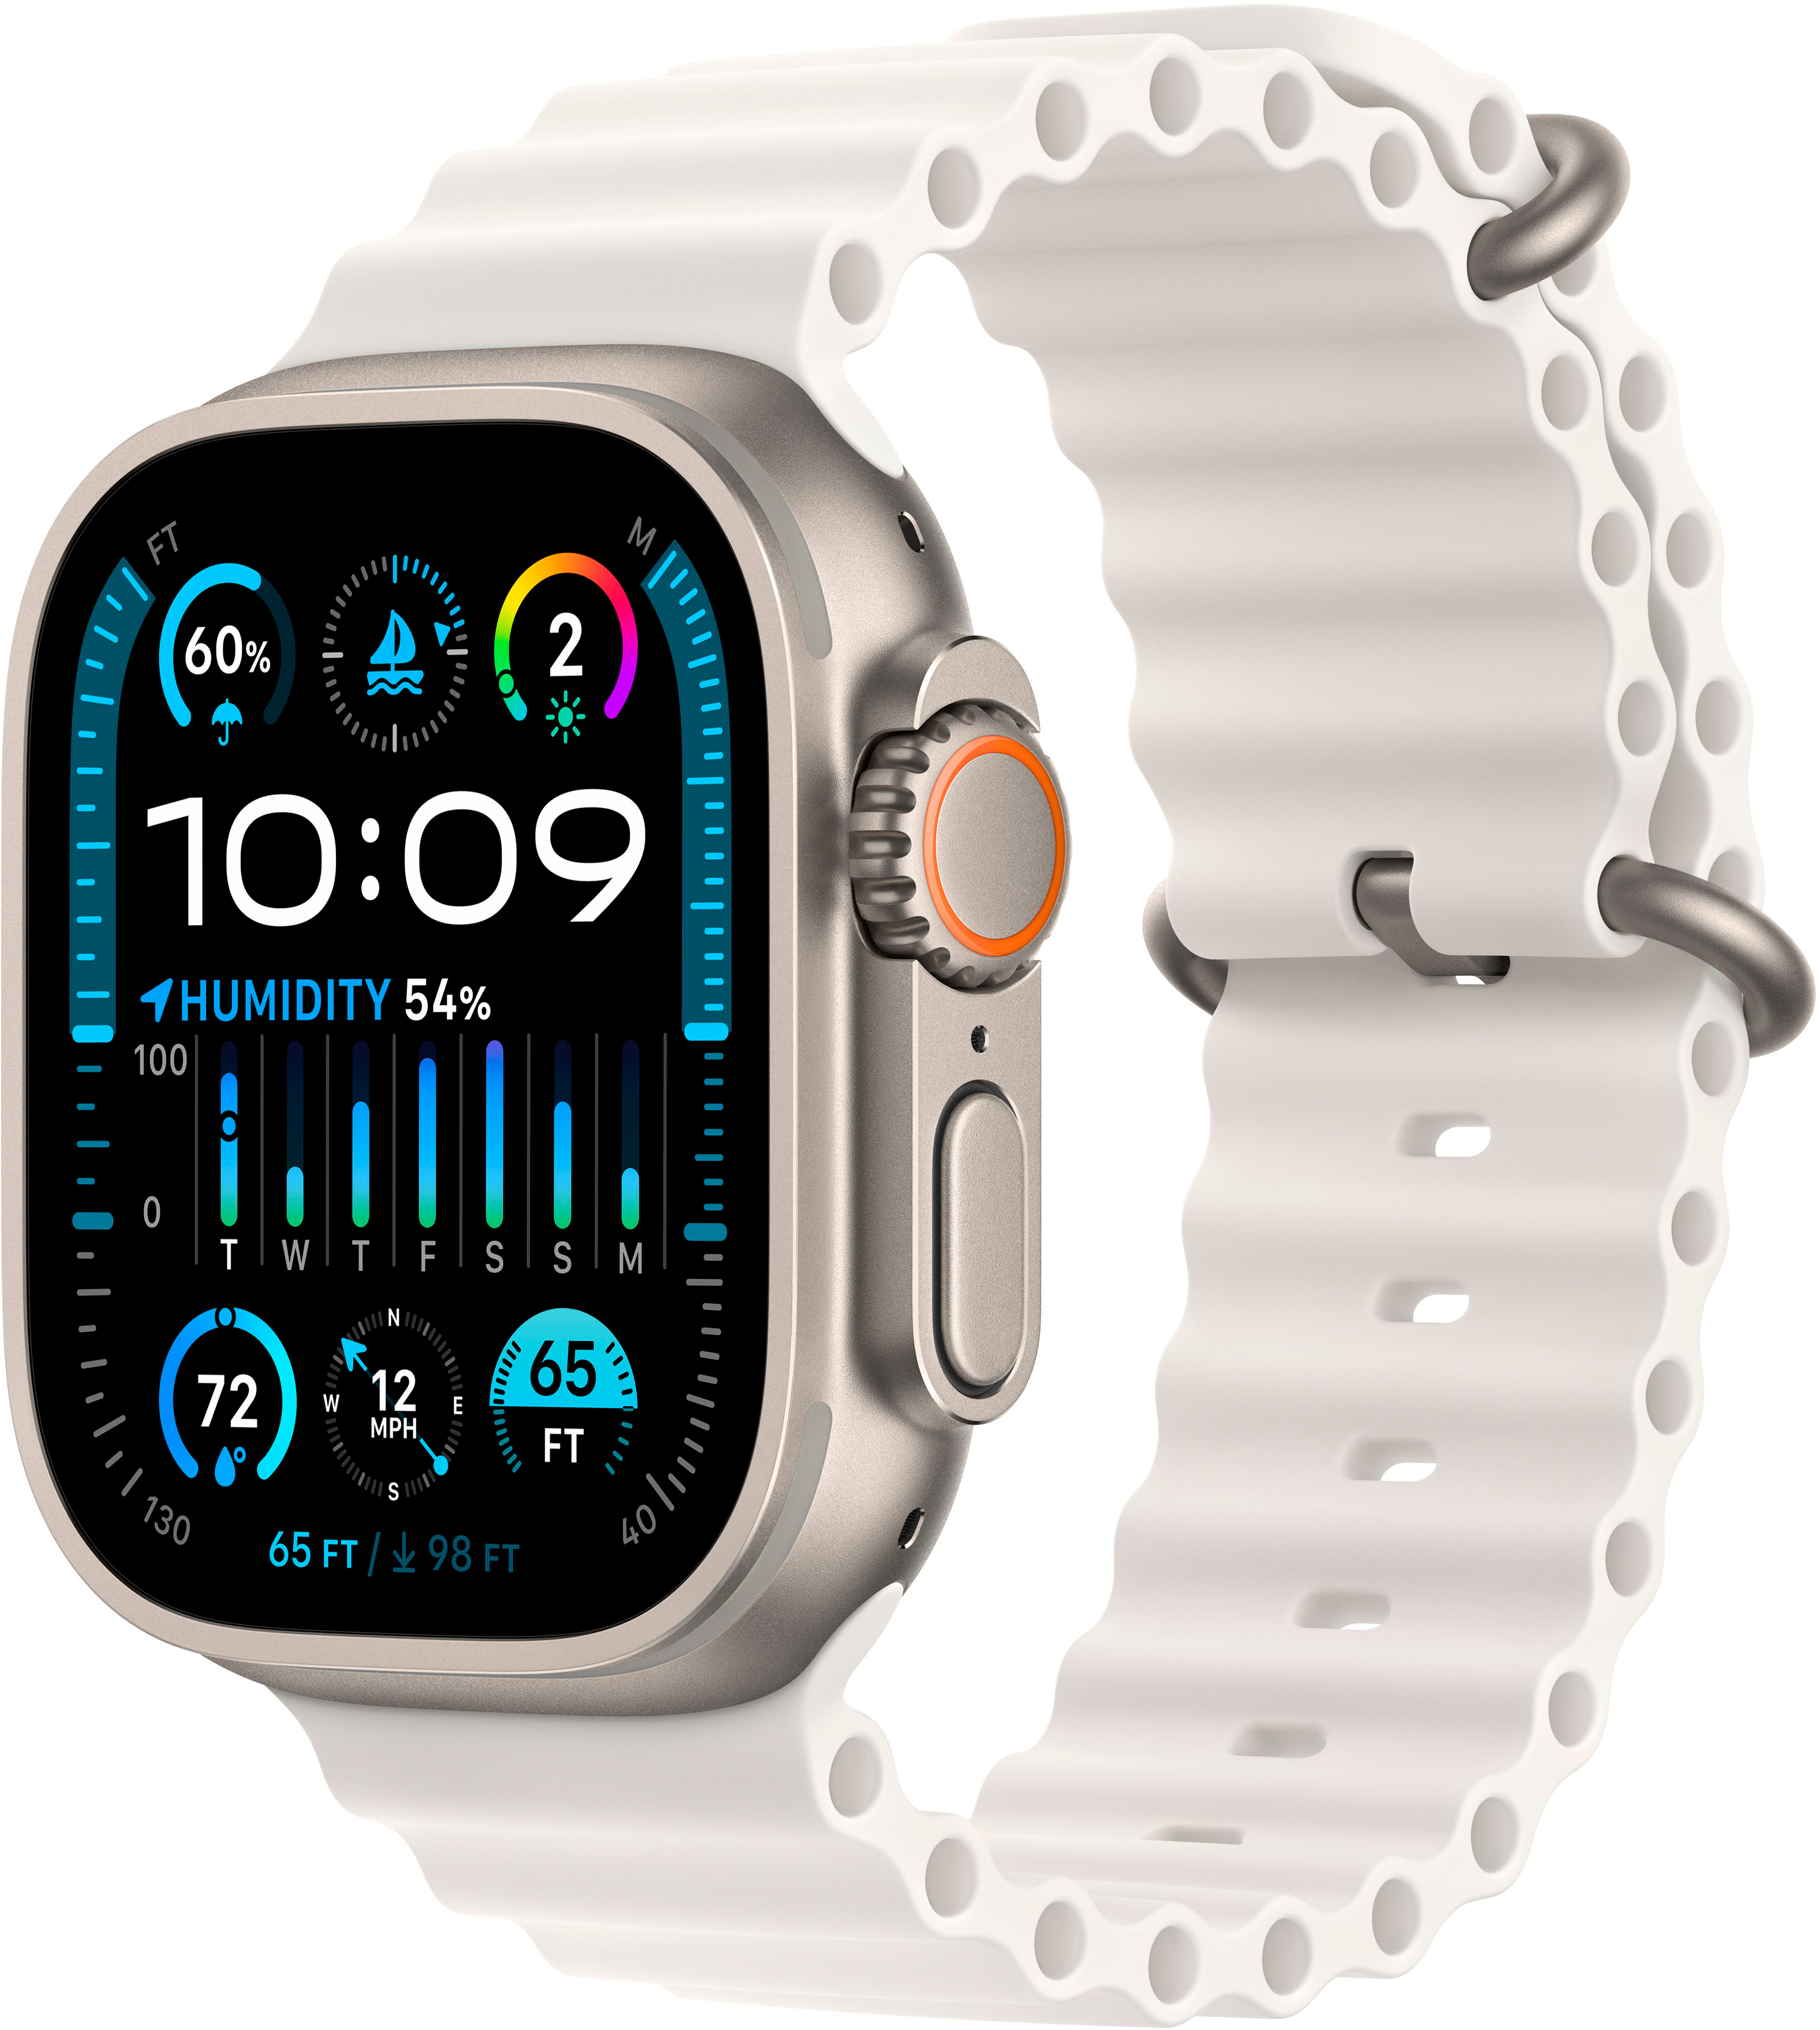 FT
M
60%
2
10:09
HUMIDITY 54%
100
0
T W T F S S M
72
N
W
12
MPH
E
S
65
FT
130
40
65 FT / ↓ 98 FT